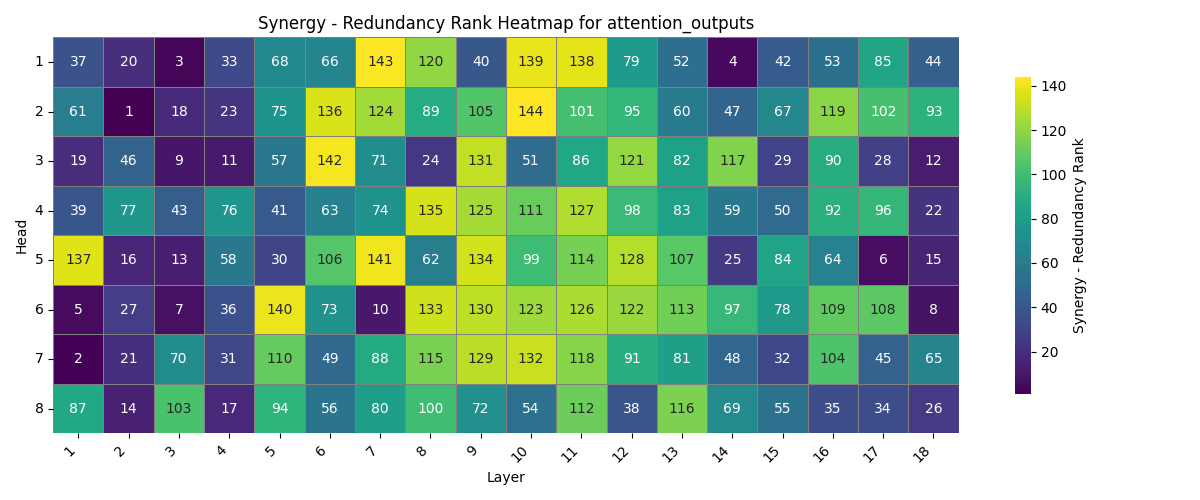 Synergy - Redundancy Rank Heatmap for attention_outputs
1 37 20 3 33 68 66 143 120 40 139 138 79 52 4 42 53 85 44
2 61 1 18 23 75 136 124 89 105 144 101 95 60 47 67 119 102 93
3 19 46 9 11 57 142 71 24 131 51 86 121 82 117 29 90 28 12
4 39 77 43 76 41 63 74 135 125 111 127 98 83 59 50 92 96 22
5 137 16 13 58 30 106 141 62 134 99 114 128 107 25 84 64 6 15
6 5 27 7 36 140 73 10 133 130 123 126 122 113 97 78 109 108 8
7 2 21 70 31 110 49 88 115 129 132 118 91 81 48 32 104 45 65
8 87 14 103 17 94 56 80 100 72 54 112 38 116 69 55 35 34 26
1 2 3 4 5 6 7 8 9 10 11 12 13 14 15 16 17 18
Layer
Head
140
120
100
80
60
40
20
Synergy - Redundancy Rank